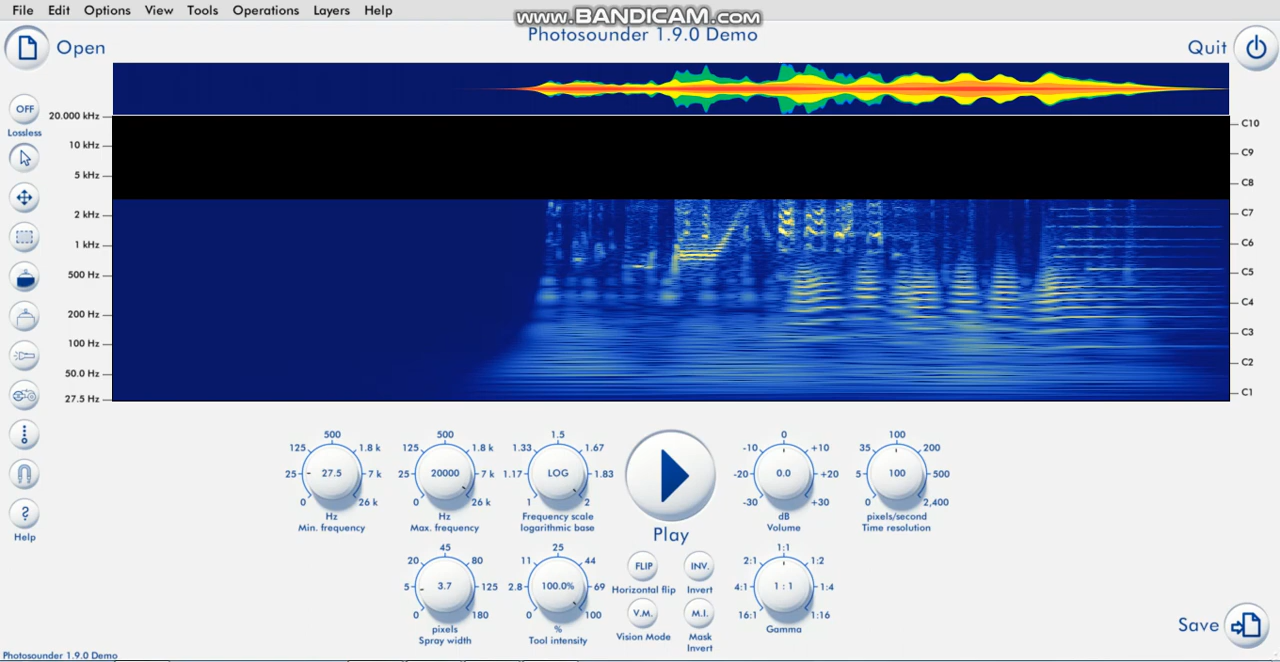 File Edit Options View Tools Operations Layers Help
www.BANDICAM.com
Photosounder 1.9.0 Demo
Open
Quit
OFF
Lossless
20.000 kHz
10 kHz
5 kHz
2 kHz
1 kHz
500 Hz
200 Hz
100 Hz
50.0 Hz
27.5 Hz
C10
C9
C8
C7
C6
C5
C4
C3
C2
C1
?
Help
500
125 1.8 k
25 27.5 7 k
0 26 k
Hz
Min. frequency
500
125 1.8 k
25 20000 7 k
0 26 k
Hz
Max. frequency
1.5
1.33 1.67
1.17 LOG 1.83
1 2
Frequency scale
logarithmic base
Play
0
-10 +10
-20 0.0 +20
-30 +30
dB
Volume
100
35 200
5 100 500
0 2,400
pixels/second
Time resolution
45
20 80
5 3.7 125
0 180
pixels
Spray width
25
11 44
2.8 100.0% 69
0 100
%
Tool intensity
FLIP
Horizontal flip
INV.
Invert
V.M.
Vision Mode
M.I.
Mask
Invert
1:1
2:1 1:2
4:1 1 : 1 1:4
16:1 1:16
Gamma
Save
Photosounder 1.9.0 Demo